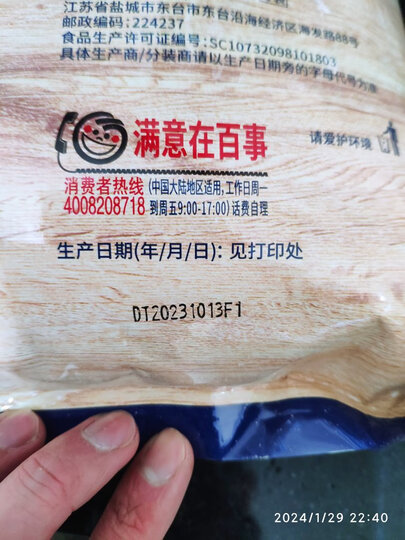 江苏省盐城市东台市东台沿海经济区海发路88号
邮政编码：224237
食品生产许可证编号：SC10732098101803
具体生产商/分装商请以生产日期旁的字母代号为准
满意在百事
请爱护环境
消费者热线(中国大陆地区适用;工作日周一
4008208718 到周五9:00-17:00)话费自理
生产日期(年/月/日)：见打印处
DT20231013F1
2024/1/29 22:40